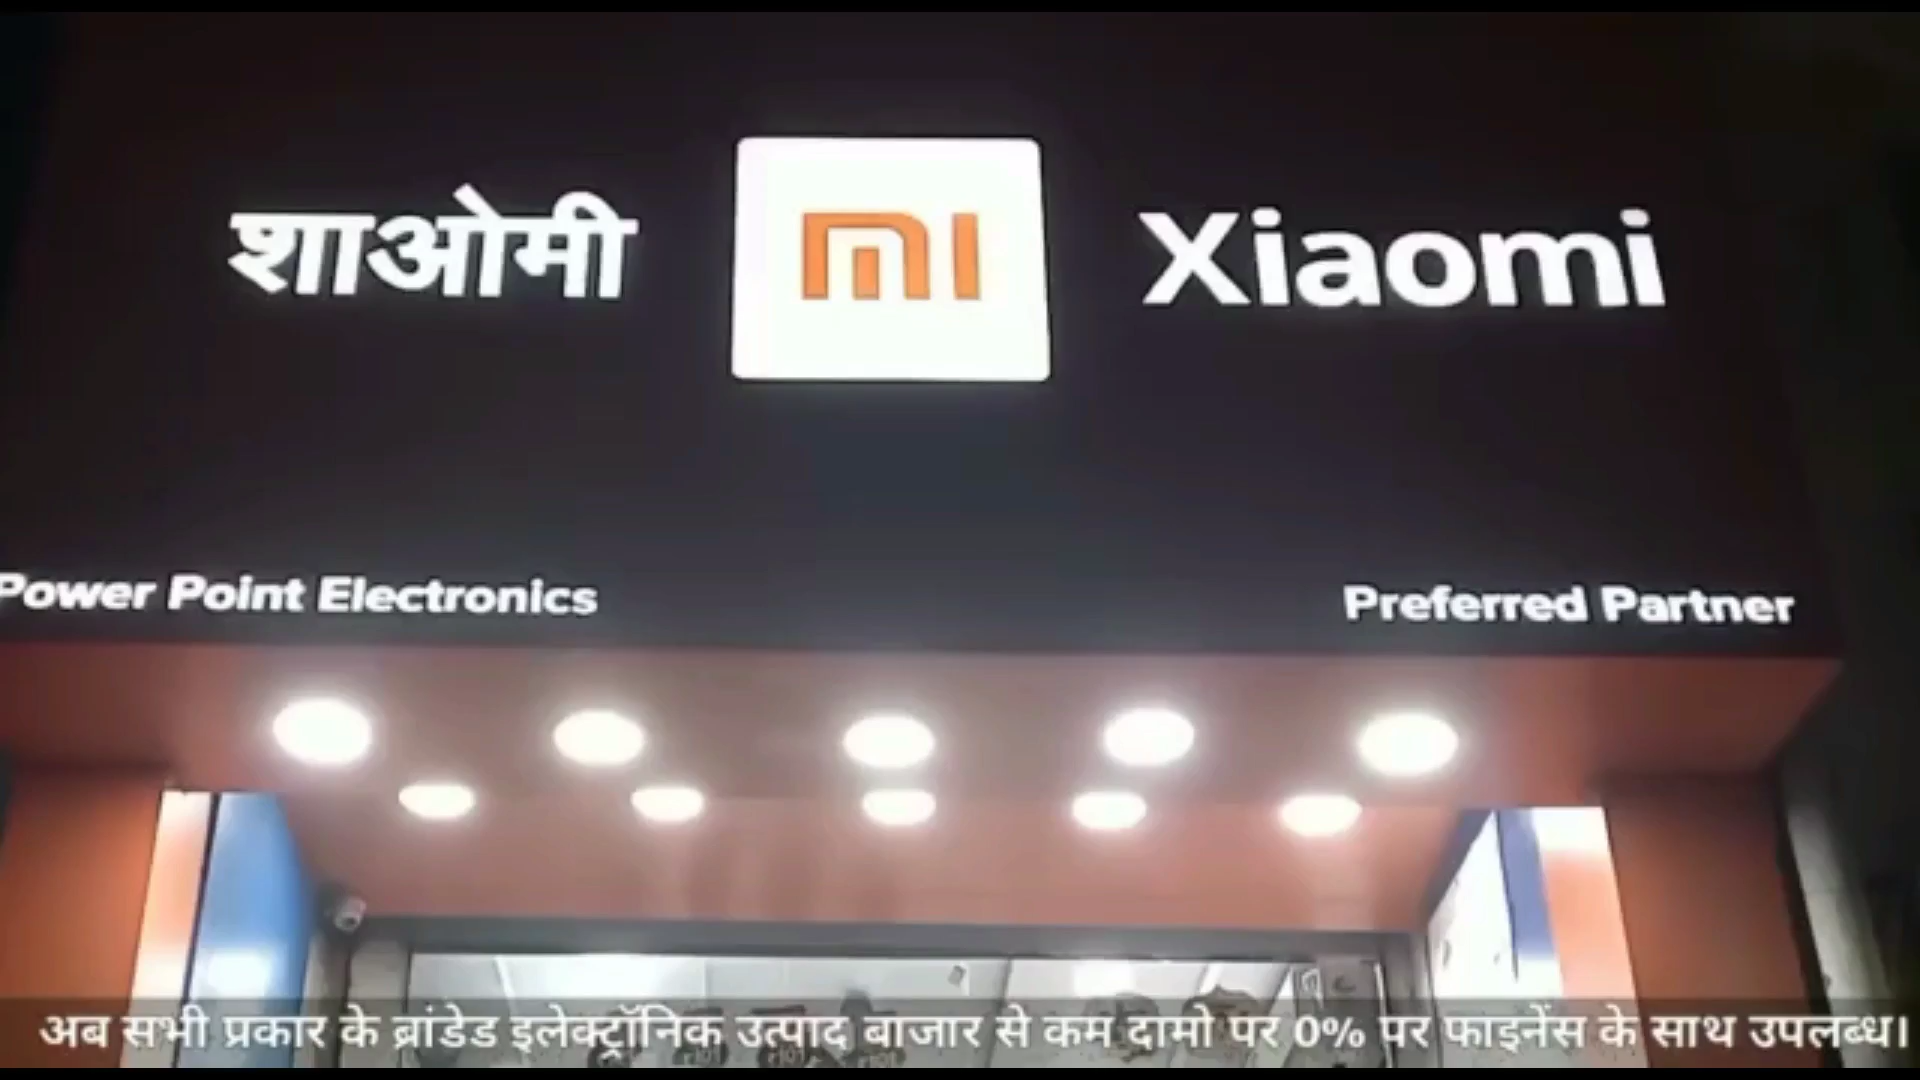 शाओमी mi Xiaomi
Power Point Electronics Preferred Partner
अब सभी प्रकार के ब्रांडेड इलेक्ट्रॉनिक उत्पाद बाजार से कम दामो पर 0% पर फाइनेंस के साथ उपलब्ध।